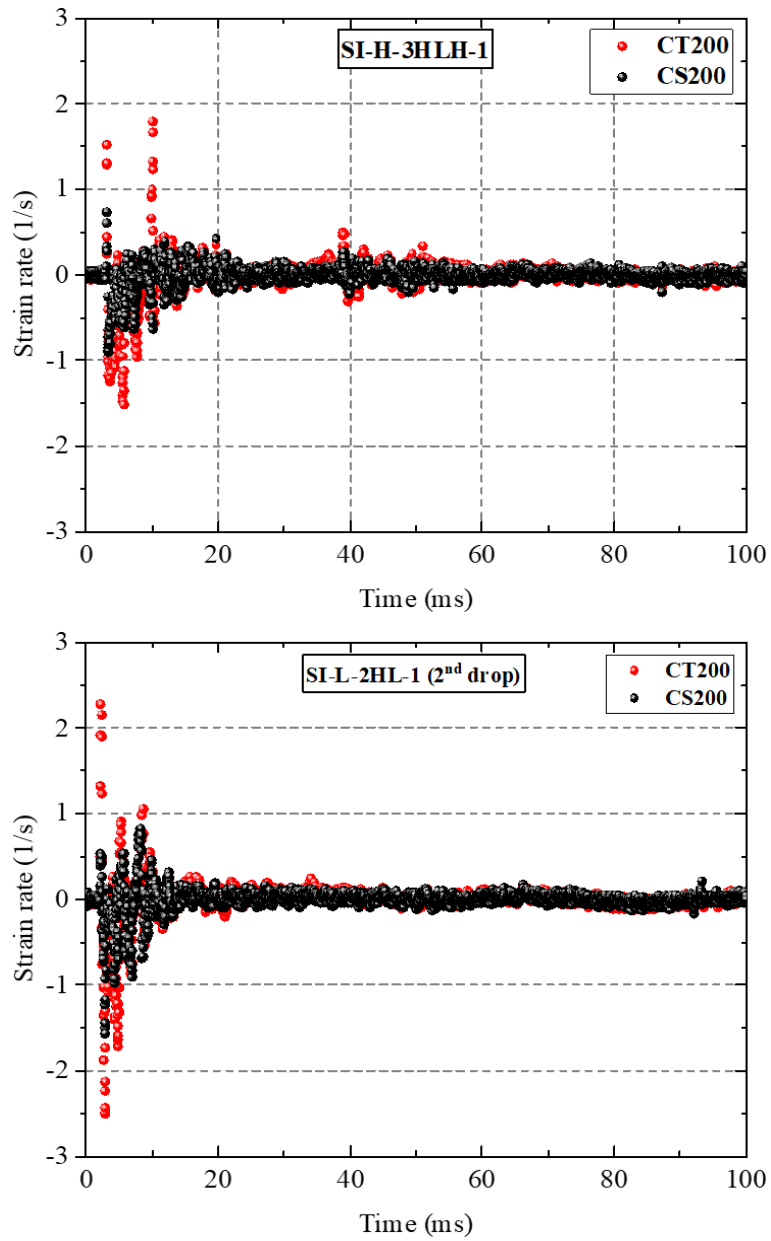 SI-H-3HLH-1
CT200
CS200
3
2
1
0
-1
-2
-3
Strain rate (1/s)
0 20 40 60 80 100
Time (ms)
SI-L-2HL-1 (2nd drop)
CT200
CS200
3
2
1
0
-1
-2
-3
Strain rate (1/s)
0 20 40 60 80 100
Time (ms)